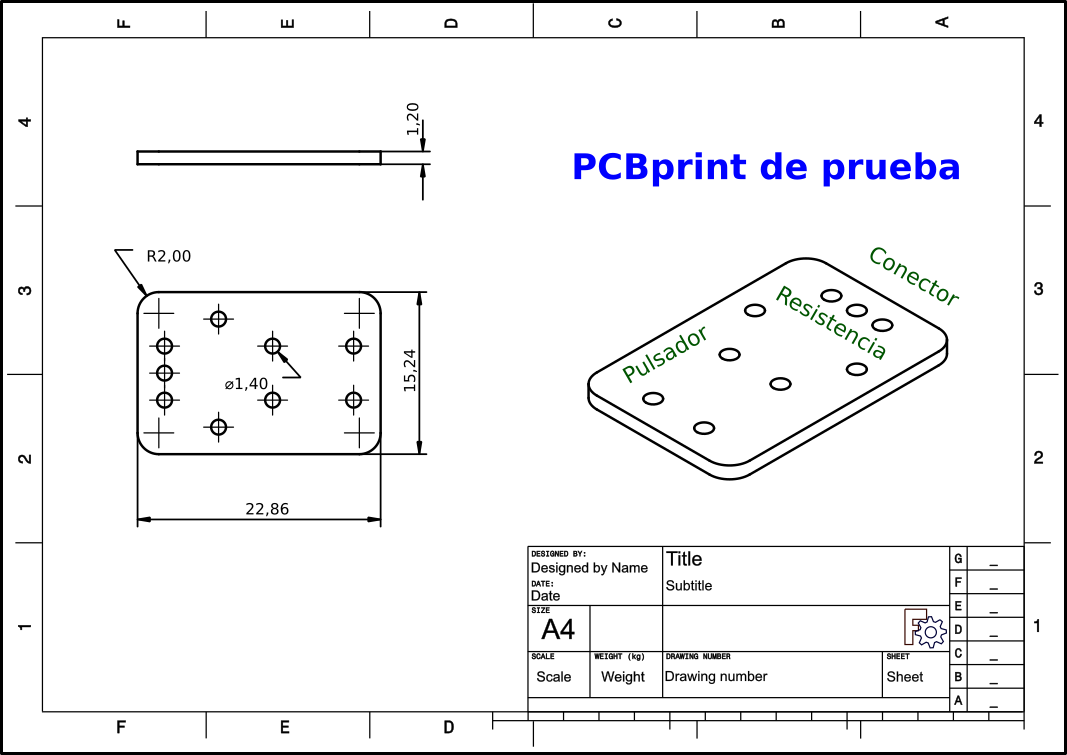 F E D C B A
4
4
1,20
PCBprint de prueba
R2,00
Conector
3
3
Resistencia
Pulsador
⌀1,40
15,24
2
2
22,86
DESIGNED BY:
Designed by Name
DATE:
Date
Title
Subtitle
G _
F _
E _
D _
C _
B _
A _
SIZE
A4
F
1
1
SCALE
Scale
WEIGHT (kg)
Weight
DRAWING NUMBER
Drawing number
SHEET
Sheet
F E D C B A